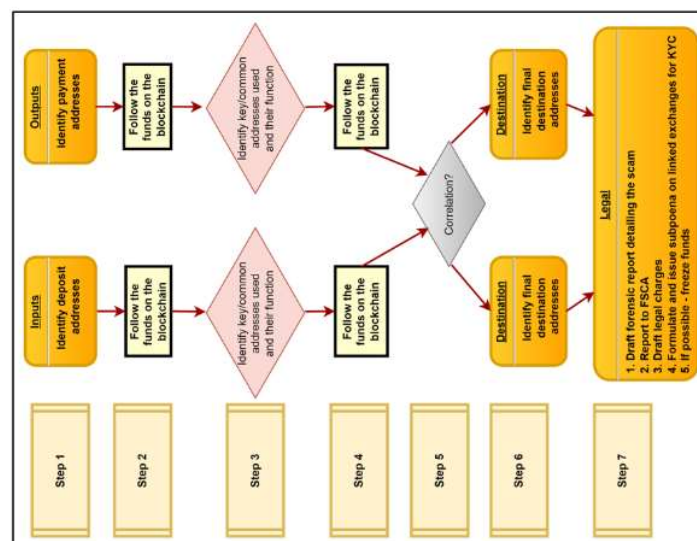 Step 1
Inputs
Identify deposit
addresses
Outputs
Identify payment
addresses
Step 2
Follow the
funds on the
blockchain
Follow the
funds on the
blockchain
Step 3
Identify key/common
addresses used
and their function
Identify key/common
addresses used
and their function
Step 4
Follow the
funds on the
blockchain
Follow the
funds on the
blockchain
Step 5
Correlation?
Step 6
Destination
Identify final
destination
addresses
Destination
Identify final
destination
addresses
Step 7
Legal
1. Draft forensic report detailing the scam
2. Report to FSCA
3. Draft legal charges
4. Formulate and issue subpoena on linked exchanges for KYC
5. If possible - freeze funds